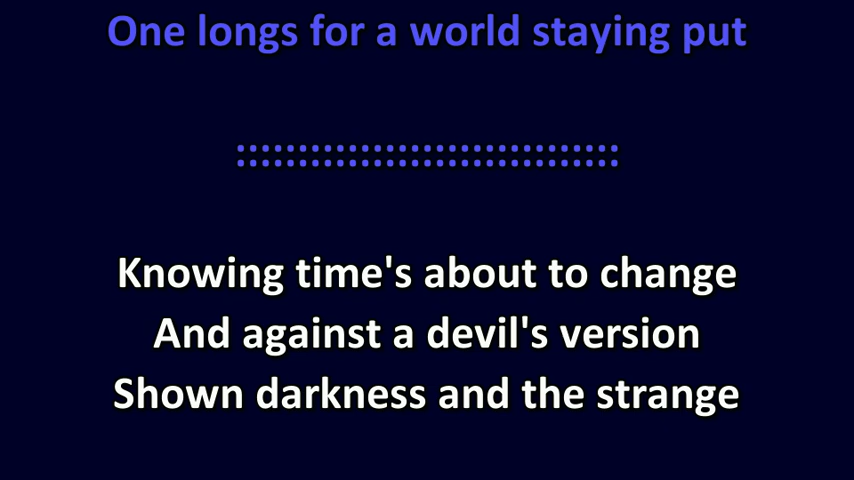 One longs for a world staying put
:::::::::::::::::::::::::::::::
Knowing time's about to change
And against a devil's version
Shown darkness and the strange